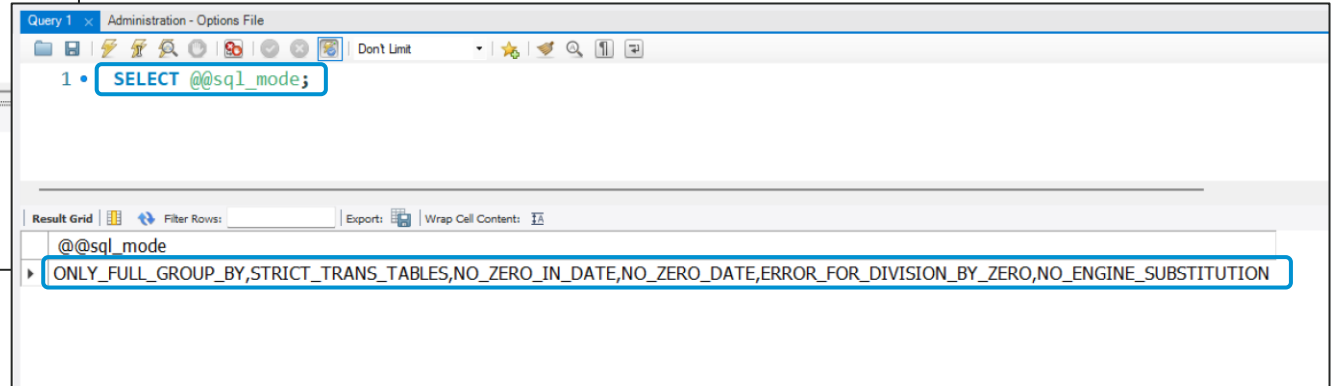 Query 1 × Administration - Options File
Don't Limit
1 • SELECT @@sql_mode;
Result Grid Filter Rows: Export: Wrap Cell Content:
@@sql_mode
ONLY_FULL_GROUP_BY,STRICT_TRANS_TABLES,NO_ZERO_IN_DATE,NO_ZERO_DATE,ERROR_FOR_DIVISION_BY_ZERO,NO_ENGINE_SUBSTITUTION